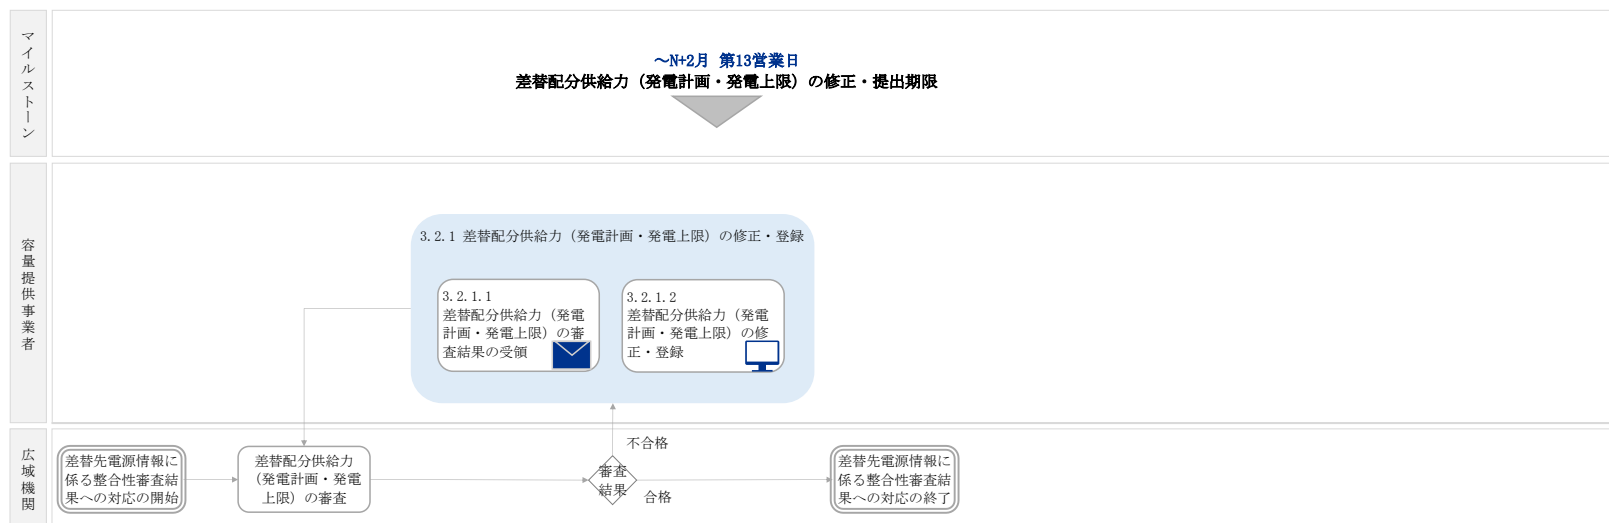 マイルストーン
～N+2月 第13営業日
差替配分供給力（発電計画・発電上限）の修正・提出期限
容量提供事業者
3.2.1 差替配分供給力（発電計画・発電上限）の修正・登録
3.2.1.1
差替配分供給力（発電
計画・発電上限）の審
査結果の受領
3.2.1.2
差替配分供給力（発電
計画・発電上限）の修
正・登録
広域機関
差替先電源情報に
係る整合性審査結
果への対応の開始
差替配分供給力
（発電計画・発電
上限）の審査
不合格
審査
結果
合格
差替先電源情報に
係る整合性審査結
果への対応の終了